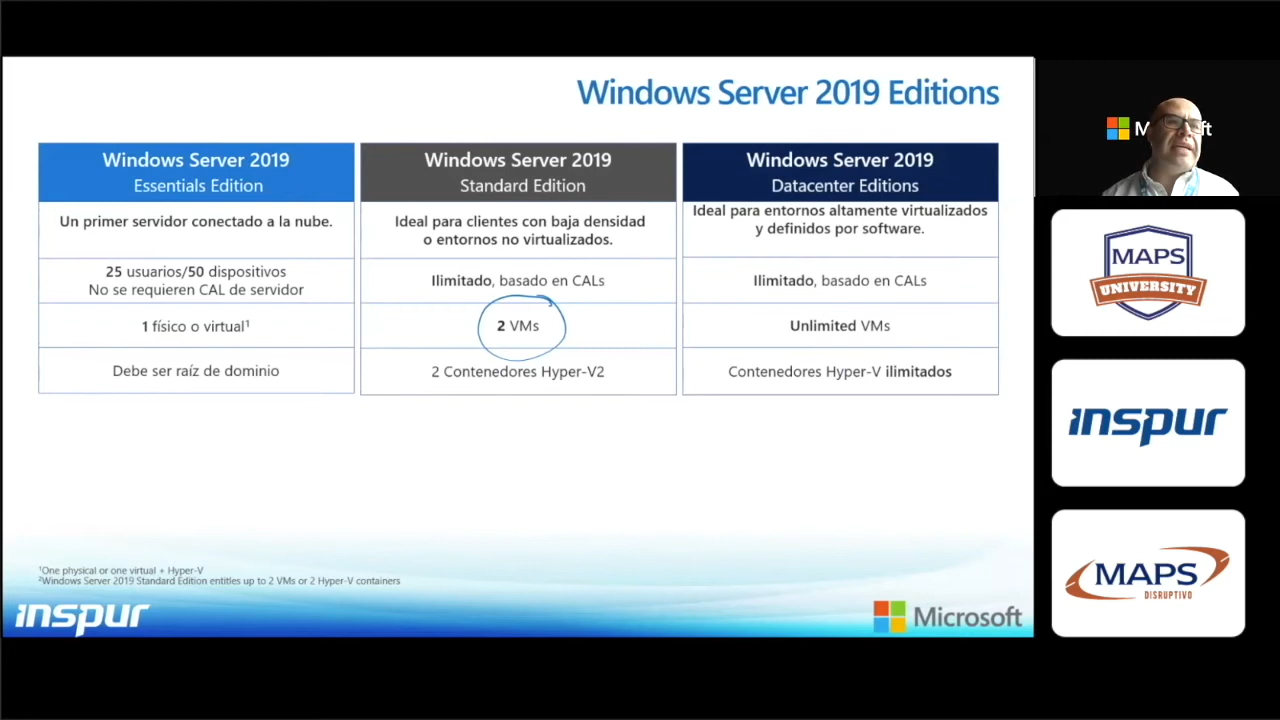 Windows Server 2019 Editions
Windows Server 2019
Essentials Edition
Un primer servidor conectado a la nube.
25 usuarios/50 dispositivos
No se requieren CAL de servidor
1 físico o virtual¹
Debe ser raíz de dominio
Windows Server 2019
Standard Edition
Ideal para clientes con baja densidad
o entornos no virtualizados.
Ilimitado, basado en CALs
2 VMs
2 Contenedores Hyper-V2
Windows Server 2019
Datacenter Editions
Ideal para entornos altamente virtualizados
y definidos por software.
Ilimitado, basado en CALs
Unlimited VMs
Contenedores Hyper-V ilimitados
¹One physical or one virtual + Hyper-V
²Windows Server 2019 Standard Edition entitles up to 2 VMs or 2 Hyper-V containers
inspur
Microsoft
MAPS
UNIVERSITY
inspur
MAPS
DISRUPTIVO